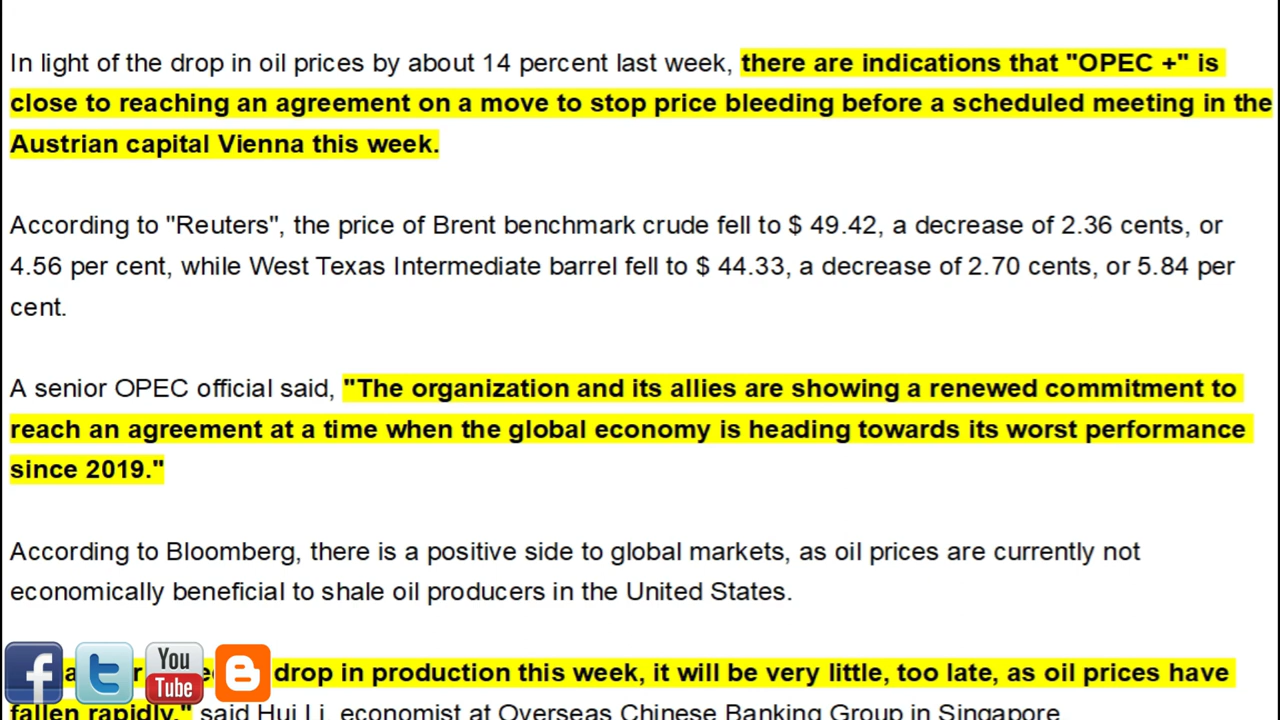 In light of the drop in oil prices by about 14 percent last week, there are indications that "OPEC +" is
close to reaching an agreement on a move to stop price bleeding before a scheduled meeting in the
Austrian capital Vienna this week.
According to "Reuters", the price of Brent benchmark crude fell to $ 49.42, a decrease of 2.36 cents, or
4.56 per cent, while West Texas Intermediate barrel fell to $ 44.33, a decrease of 2.70 cents, or 5.84 per
cent.
A senior OPEC official said, "The organization and its allies are showing a renewed commitment to
reach an agreement at a time when the global economy is heading towards its worst performance
since 2019."
According to Bloomberg, there is a positive side to global markets, as oil prices are currently not
economically beneficial to shale oil producers in the United States.
You
Tube
drop in production this week, it will be very little, too late, as oil prices have
fallen rapidly," said Hui Li, economist at Overseas Chinese Banking Group in Singapore